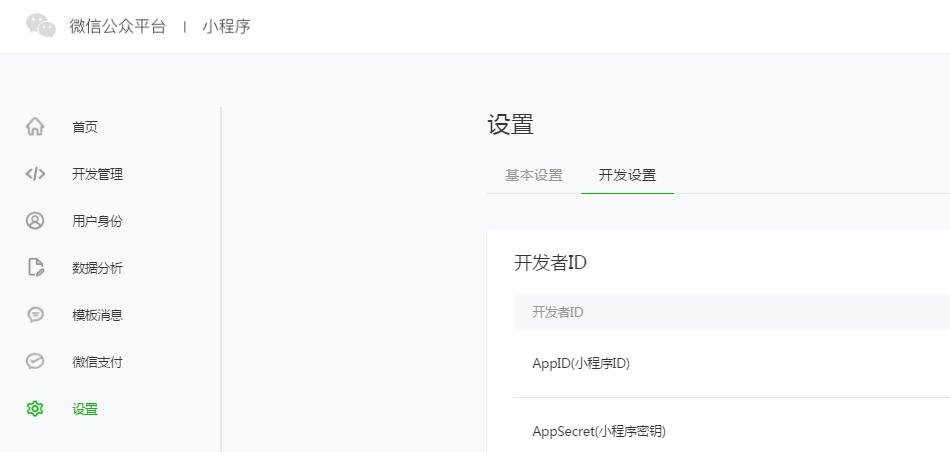 微信公众平台 | 小程序
首页
开发管理
用户身份
数据分析
模板消息
微信支付
设置
设置
基本设置 开发设置
开发者ID
开发者ID
AppID(小程序ID)
AppSecret(小程序密钥)